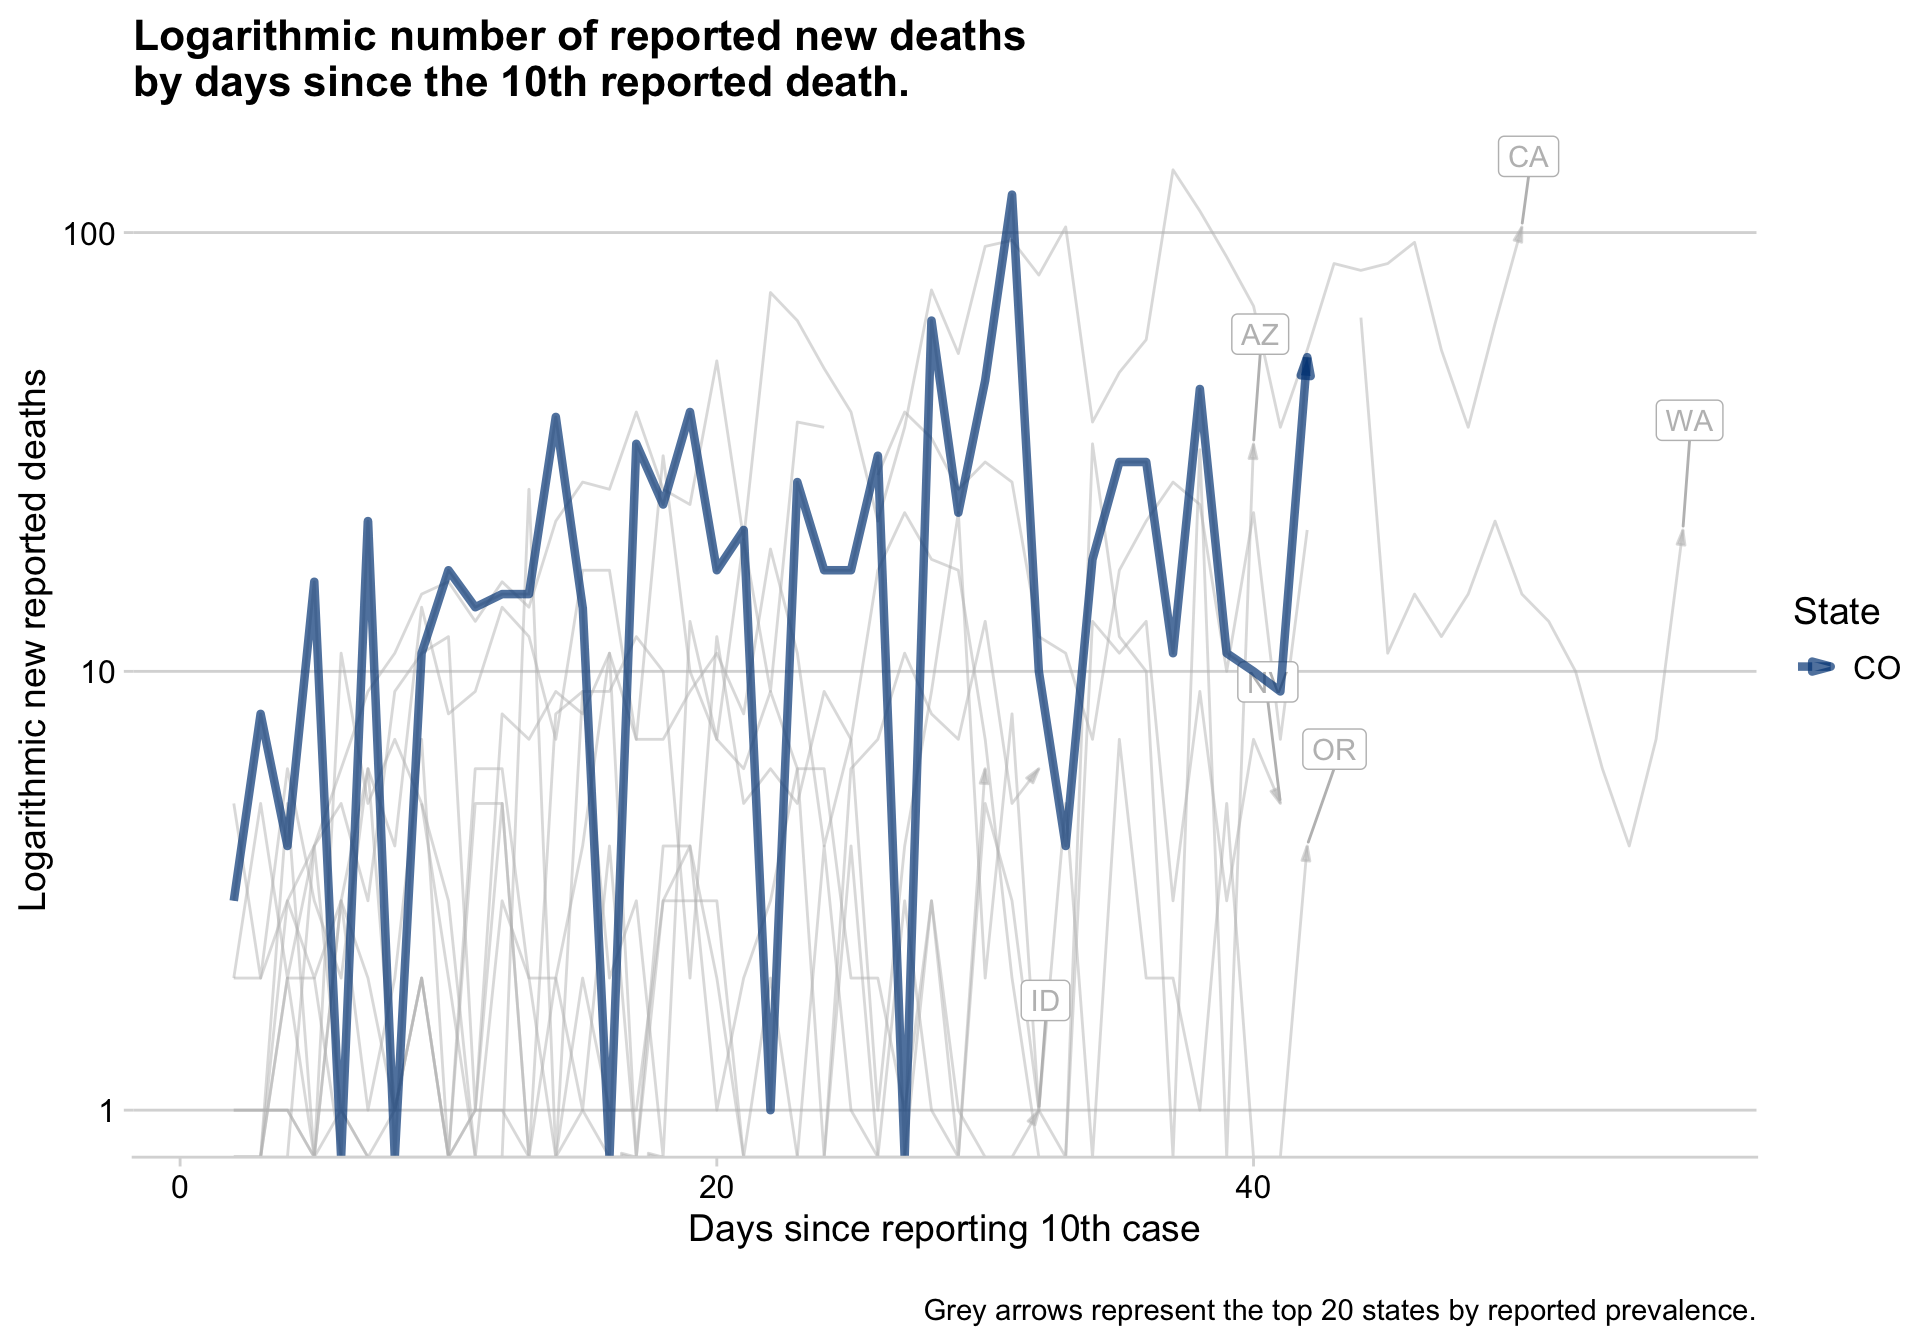 Logarithmic number of reported new deaths
by days since the 10th reported death.
CA
100
AZ
WA
Logarithmic new reported deaths
State
CO
10
OR
ID
1
0 20 40
Days since reporting 10th case
Grey arrows represent the top 20 states by reported prevalence.